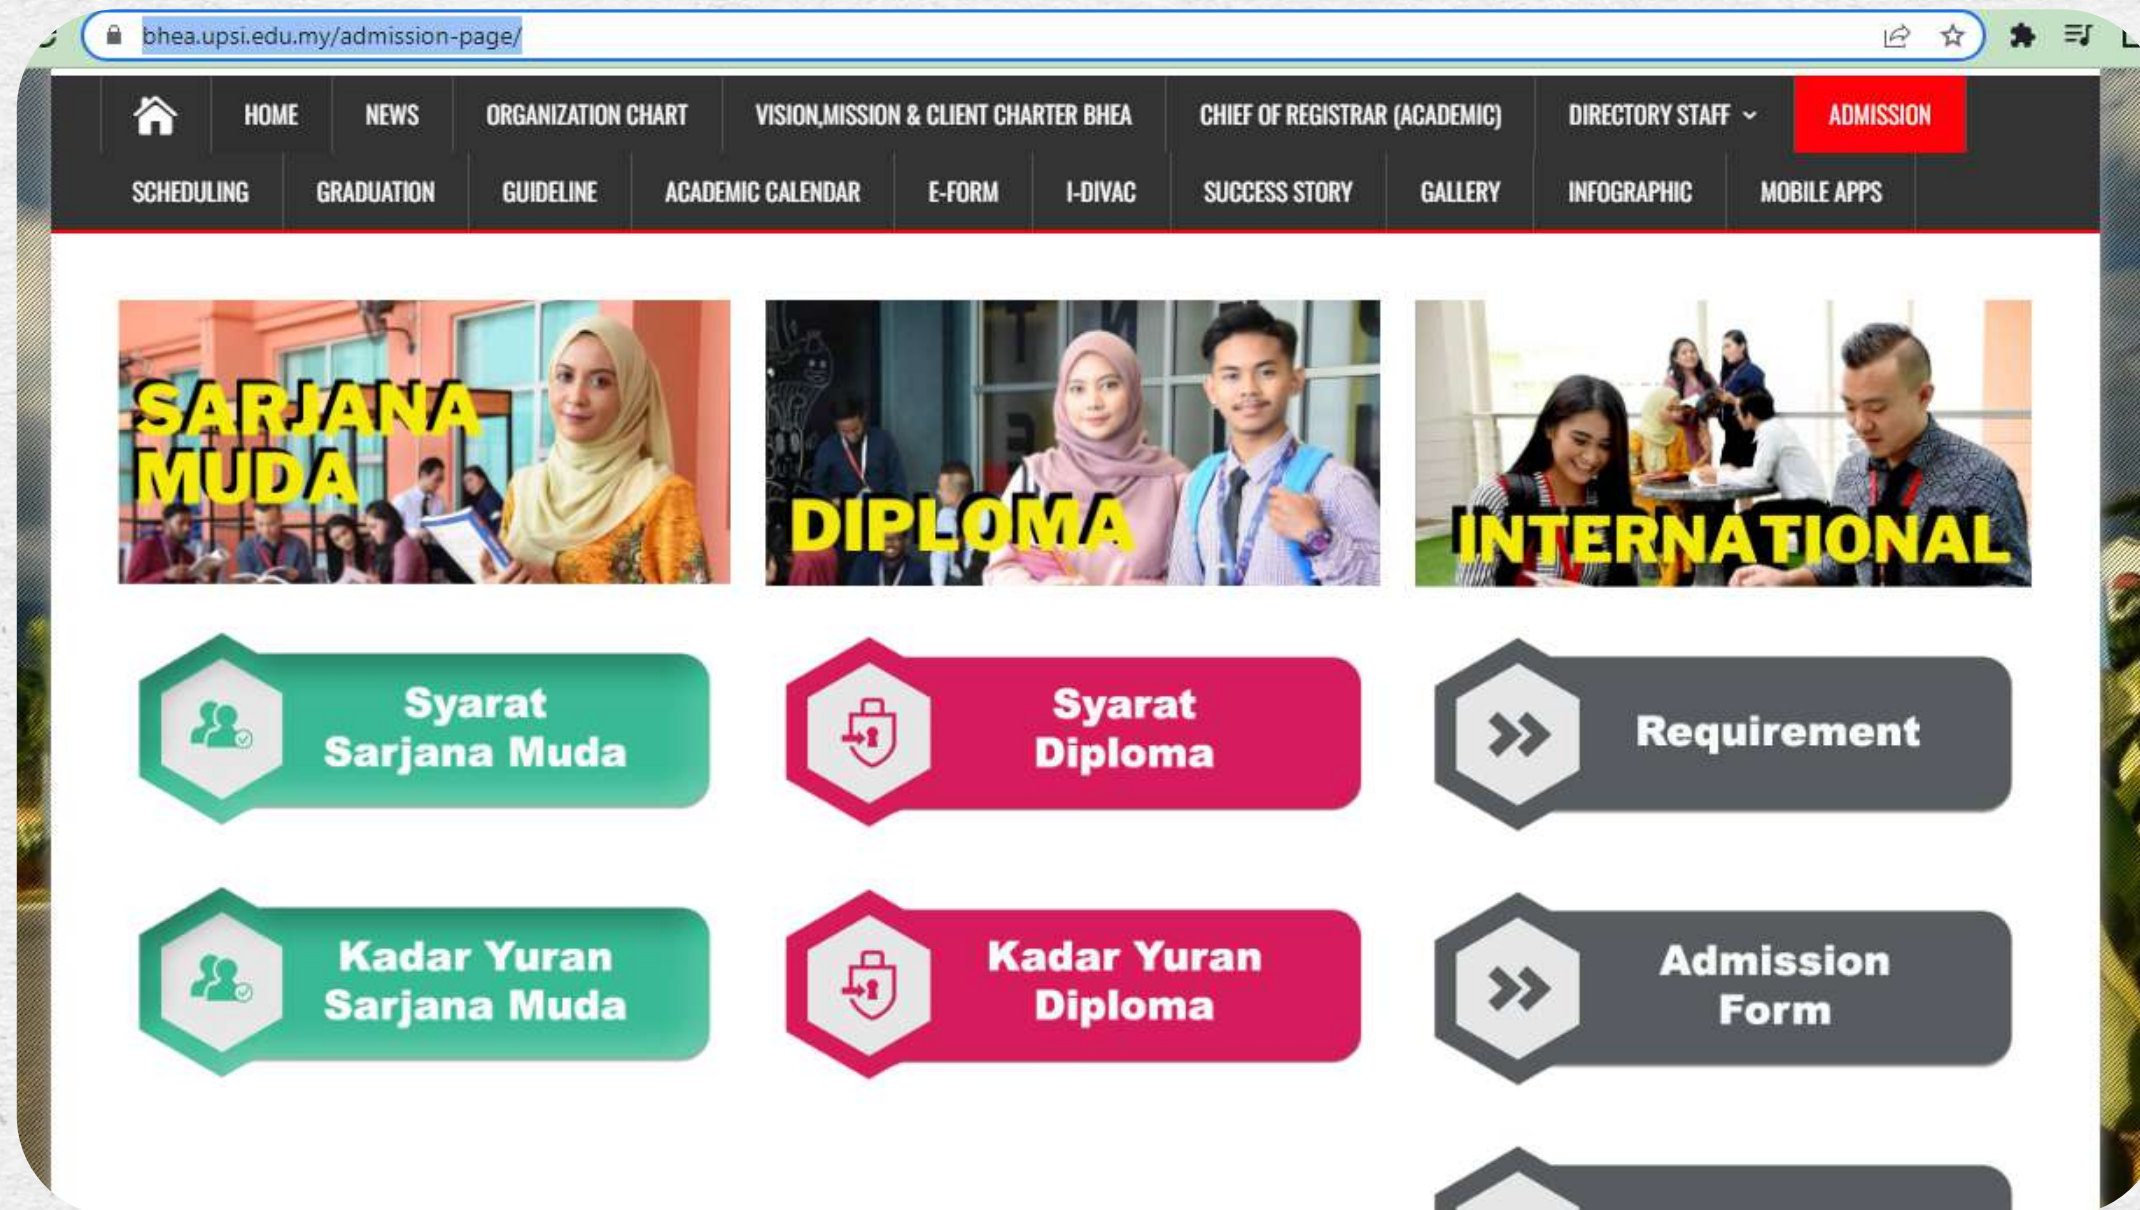 bhea.upsi.edu.my/admission-page/
HOME NEWS ORGANIZATION CHART VISION,MISSION & CLIENT CHARTER BHEA CHIEF OF REGISTRAR (ACADEMIC) DIRECTORY STAFF ADMISSION
SCHEDULING GRADUATION GUIDELINE ACADEMIC CALENDAR E-FORM I-DIVAC SUCCESS STORY GALLERY INFOGRAPHIC MOBILE APPS
SARJANA
MUDA
DIPLOMA
INTERNATIONAL
Syarat
Sarjana Muda
Syarat
Diploma
Requirement
Kadar Yuran
Sarjana Muda
Kadar Yuran
Diploma
Admission
Form